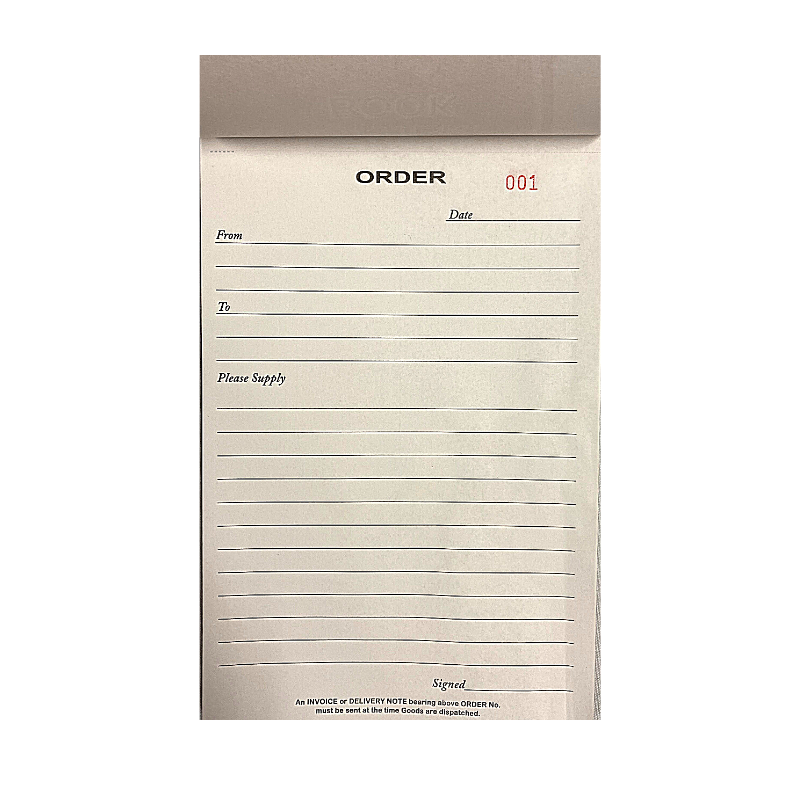 BOOK
ORDER 001
Date
From
To
Please Supply
Signed
An INVOICE or DELIVERY NOTE bearing above ORDER No.
must be sent at the time Goods are dispatched.